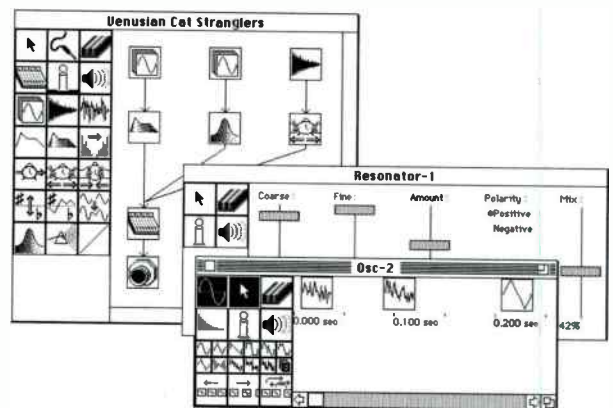 Venusian Cat Stranglers
Resonator-1
Coarse: Fine: Amount: Polarity: Mix:
Positive
Negative
42%
Osc-2
0.000 sec 0.100 sec 0.200 sec